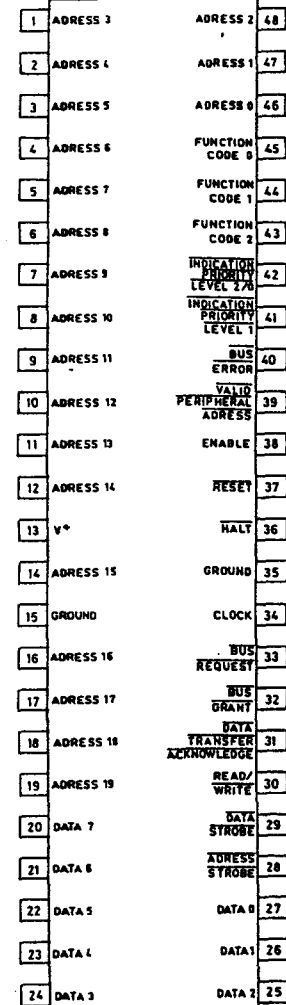 1 ADRESS 3
ADRESS 2 48
2 ADRESS 4
ADRESS 1 47
3 ADRESS 5
ADRESS 0 46
4 ADRESS 6
FUNCTION
CODE 0 45
5 ADRESS 7
FUNCTION
CODE 1 44
6 ADRESS 8
FUNCTION
CODE 2 43
7 ADRESS 9
INDICATION
PRIORITY 42
LEVEL 2/0
8 ADRESS 10
INDICATION
PRIORITY 41
LEVEL 1
9 ADRESS 11
BUS 40
ERROR
10 ADRESS 12
VALID
PERIPHERAL 39
ADRESS
11 ADRESS 13
ENABLE 38
12 ADRESS 14
RESET 37
13 V+
HALT 36
14 ADRESS 15
GROUND 35
15 GROUND
CLOCK 34
16 ADRESS 16
BUS 33
REQUEST
17 ADRESS 17
BUS 32
GRANT
18 ADRESS 18
DATA
TRANSFER 31
ACKNOWLEDGE
19 ADRESS 19
READ/ 30
WRITE
20 DATA 7
DATA 29
STROBE
21 DATA 6
ADRESS 28
STROBE
22 DATA 5
DATA 0 27
23 DATA 4
DATA1 26
24 DATA 3
DATA 2 25